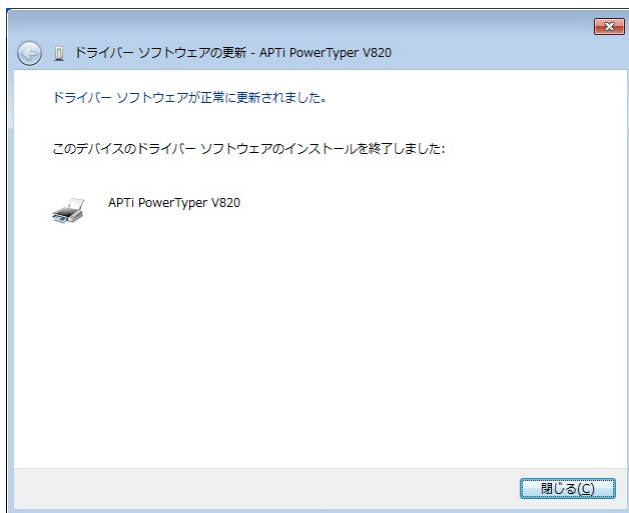 ドライバー ソフトウェアの更新 - APTi PowerTyper V820
ドライバー ソフトウェアが正常に更新されました。
このデバイスのドライバー ソフトウェアのインストールを終了しました:
APTi PowerTyper V820
閉じる(C)